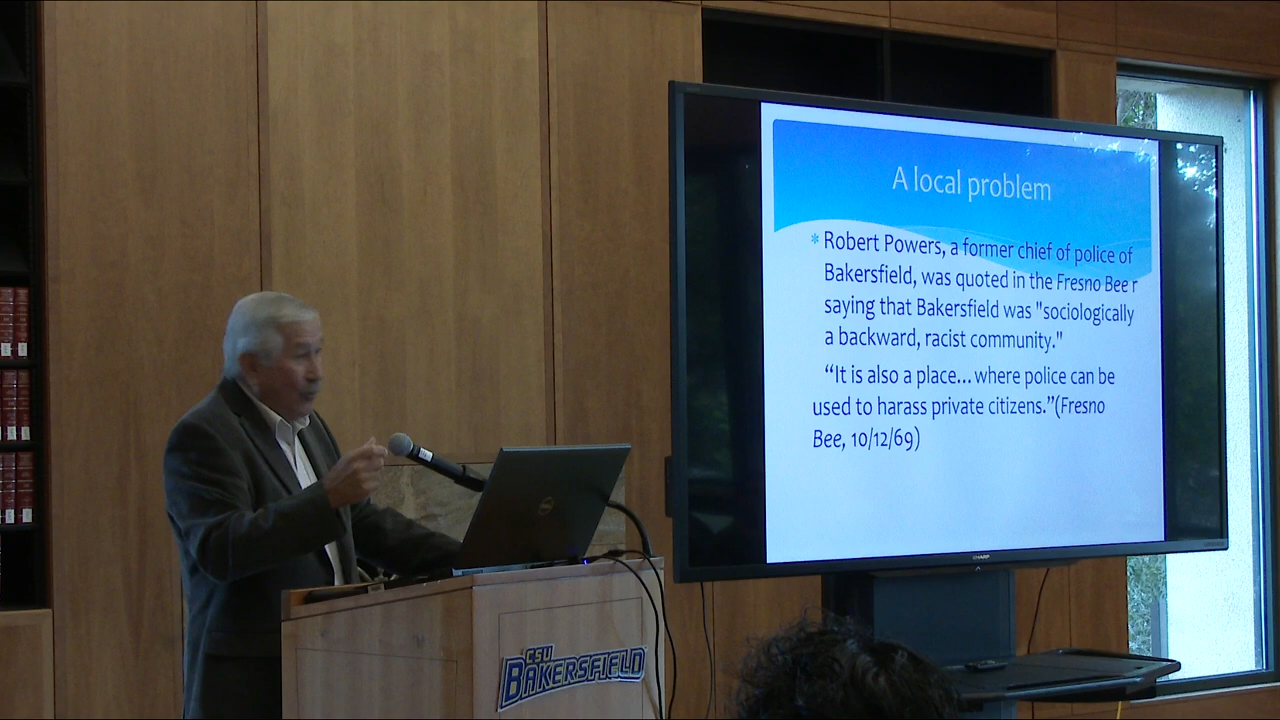 A local problem
* Robert Powers, a former chief of police of
Bakersfield, was quoted in the Fresno Bee r
saying that Bakersfield was "sociologically
a backward, racist community."
“It is also a place...where police can be
used to harass private citizens.”(Fresno
Bee, 10/12/69)
SHARP
DELL
CSU
BAKERSFIELD